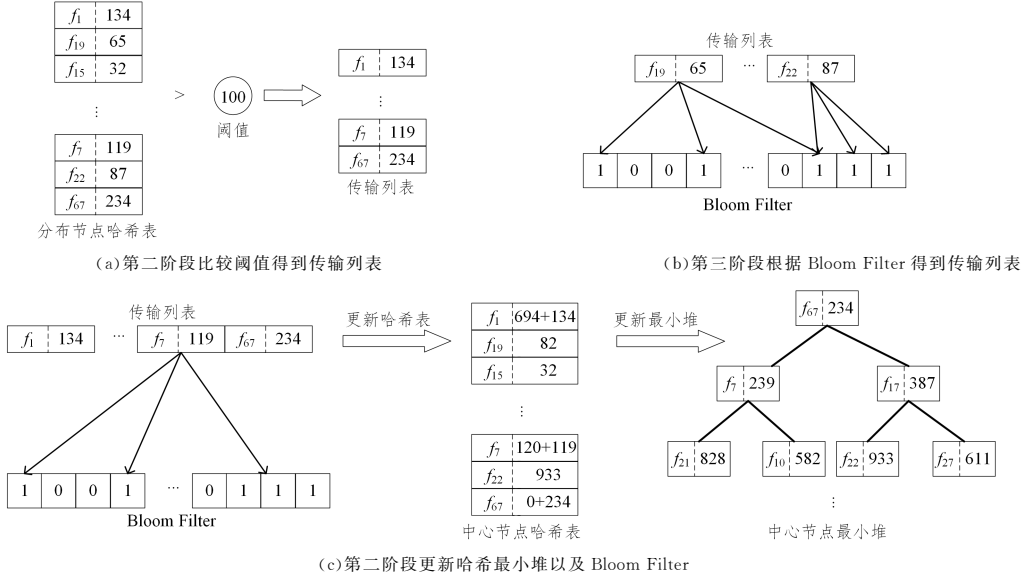 f1 134
f19 65
f15 32
⋮
f7 119
f22 87
f67 234
分布节点哈希表
>
100
阈值
f1 134
⋮
f7 119
f67 234
传输列表
(a)第二阶段比较阈值得到传输列表
传输列表
f19 65 … f22 87
1 0 0 1 … 0 1 1 1
Bloom Filter
(b)第三阶段根据 Bloom Filter 得到传输列表
传输列表
f1 134 … f7 119 f67 234
1 0 0 1 … 0 1 1 1
Bloom Filter
更新哈希表
f1 694+134
f19 82
f15 32
⋮
f7 120+119
f22 933
f67 0+234
中心节点哈希表
更新最小堆
f67 234
f7 239 f17 387
f21 828 f10 582 f22 933 f27 611
⋮
中心节点最小堆
(c)第二阶段更新哈希最小堆以及 Bloom Filter